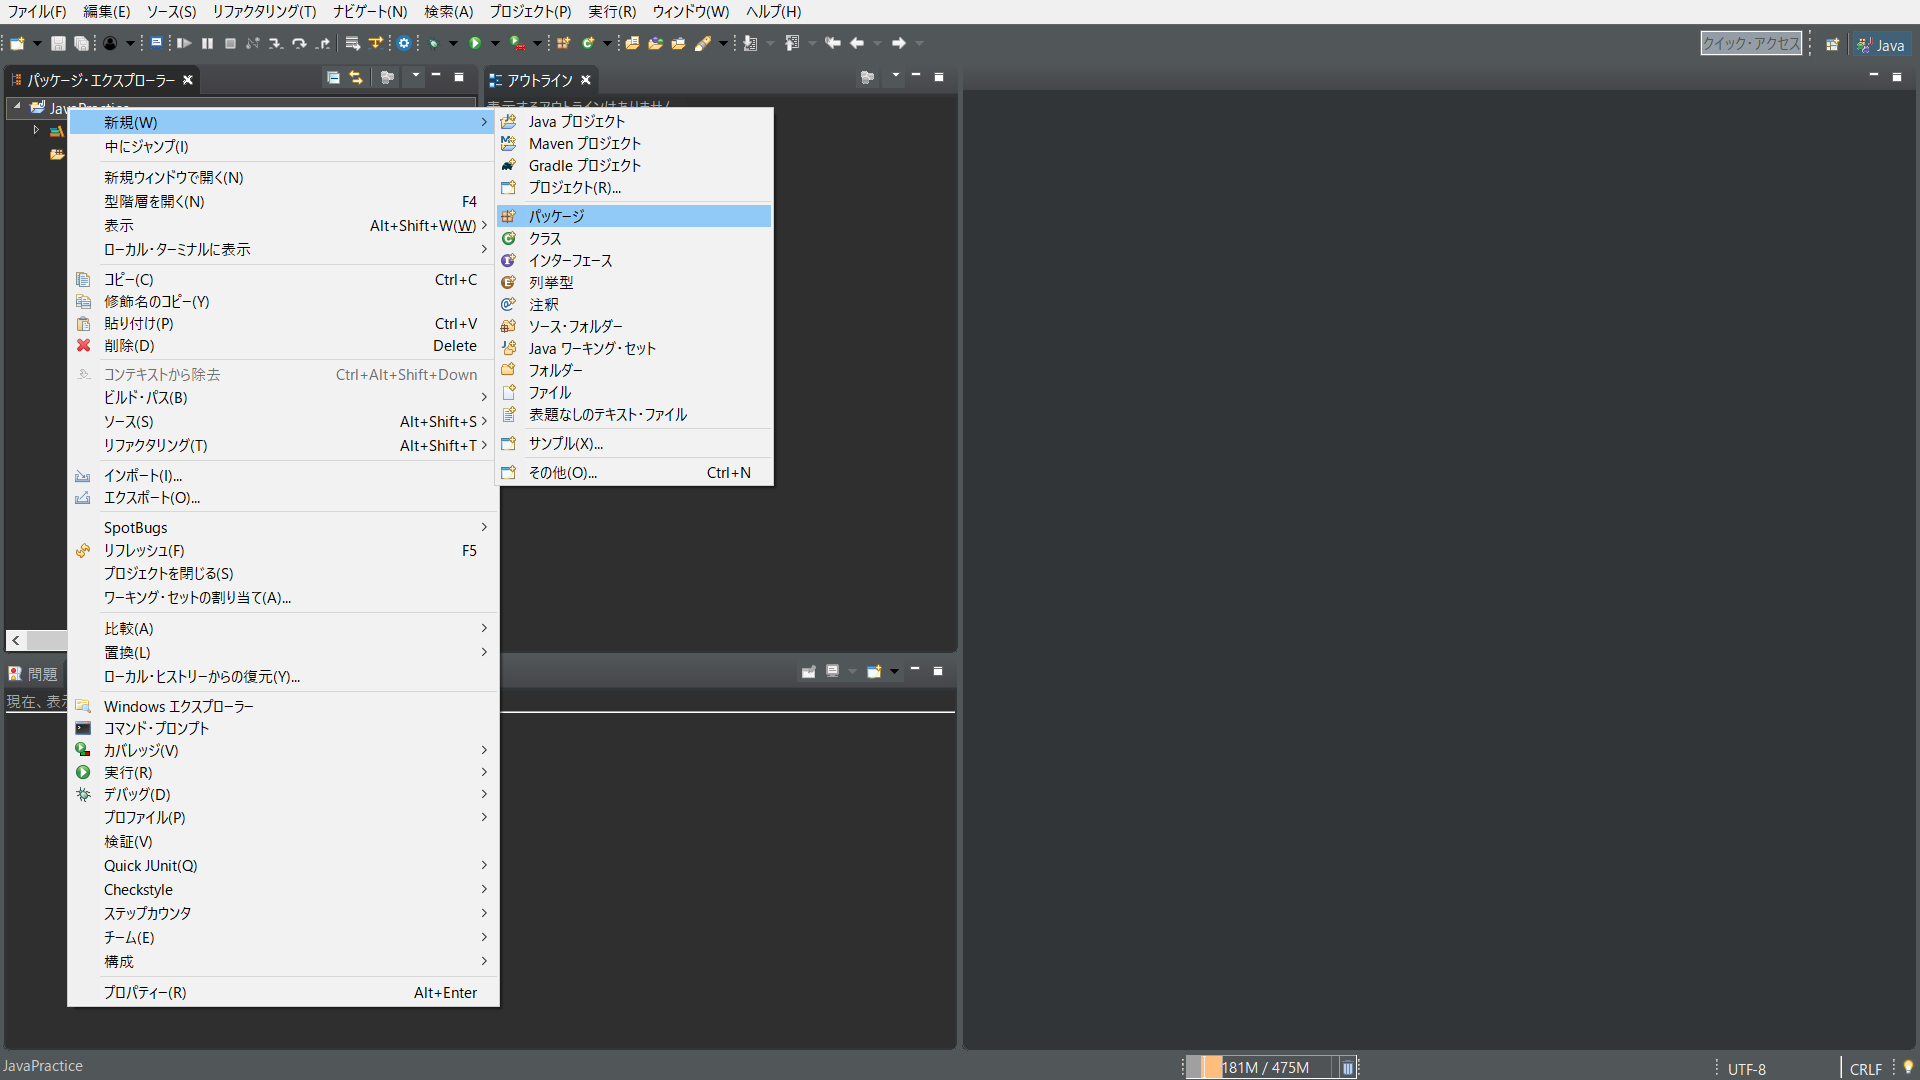 ファイル(F) 編集(E) ソース(S) リファクタリング(T) ナビゲート(N) 検索(A) プロジェクト(P) 実行(R) ウィンドウ(W) ヘルプ(H)
クイック・アクセス
Java
パッケージ・エクスプローラー
アウトライン
JavaPractice
表示するアウトラインはありません
新規(W)
中にジャンプ(I)
新規ウィンドウで開く(N)
型階層を開く(N) F4
表示 Alt+Shift+W(W)
ローカル・ターミナルに表示
コピー(C) Ctrl+C
修飾名のコピー(Y)
貼り付け(P) Ctrl+V
削除(D) Delete
コンテキストから除去 Ctrl+Alt+Shift+Down
ビルド・パス(B)
ソース(S) Alt+Shift+S
リファクタリング(T) Alt+Shift+T
インポート(I)...
エクスポート(O)...
SpotBugs
リフレッシュ(F) F5
プロジェクトを閉じる(S)
ワーキング・セットの割り当て(A)...
比較(A)
置換(L)
ローカル・ヒストリーからの復元(Y)...
Windows エクスプローラー
コマンド・プロンプト
カバレッジ(V)
実行(R)
デバッグ(D)
プロファイル(P)
検証(V)
Quick JUnit(Q)
Checkstyle
ステップカウンタ
チーム(E)
構成
プロパティー(R) Alt+Enter
Java プロジェクト
Maven プロジェクト
Gradle プロジェクト
プロジェクト(R)...
パッケージ
クラス
インターフェース
列挙型
注釈
ソース・フォルダー
Java ワーキング・セット
フォルダー
ファイル
表題なしのテキスト・ファイル
サンプル(X)...
その他(O)... Ctrl+N
問題
現在、表示
JavaPractice
181M / 475M
UTF-8
CRLF